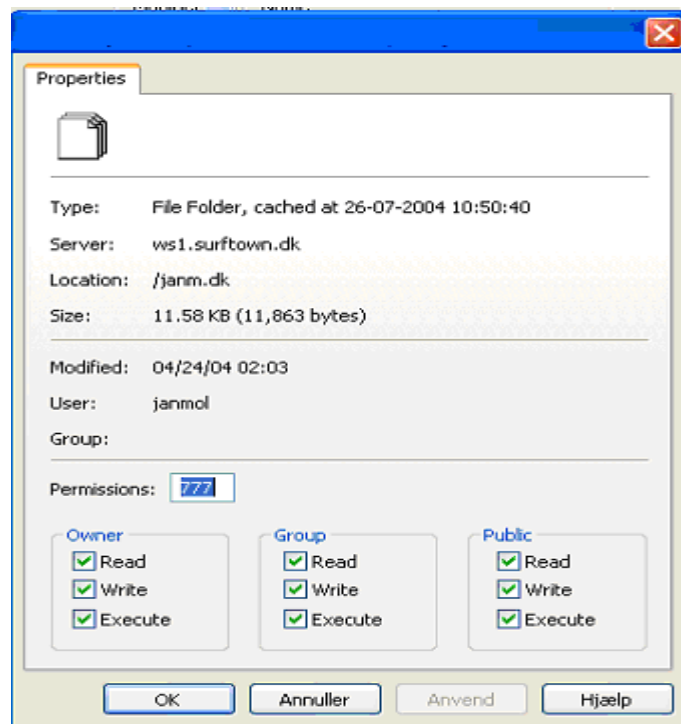 Properties
Type: File Folder, cached at 26-07-2004 10:50:40
Server: ws1.surftown.dk
Location: /janm.dk
Size: 11.58 KB (11,863 bytes)
Modified: 04/24/04 02:03
User: janmol
Group:
Permissions: 777
Owner Group Public
Read Read Read
Write Write Write
Execute Execute Execute
OK Annuller Anvend Hjælp